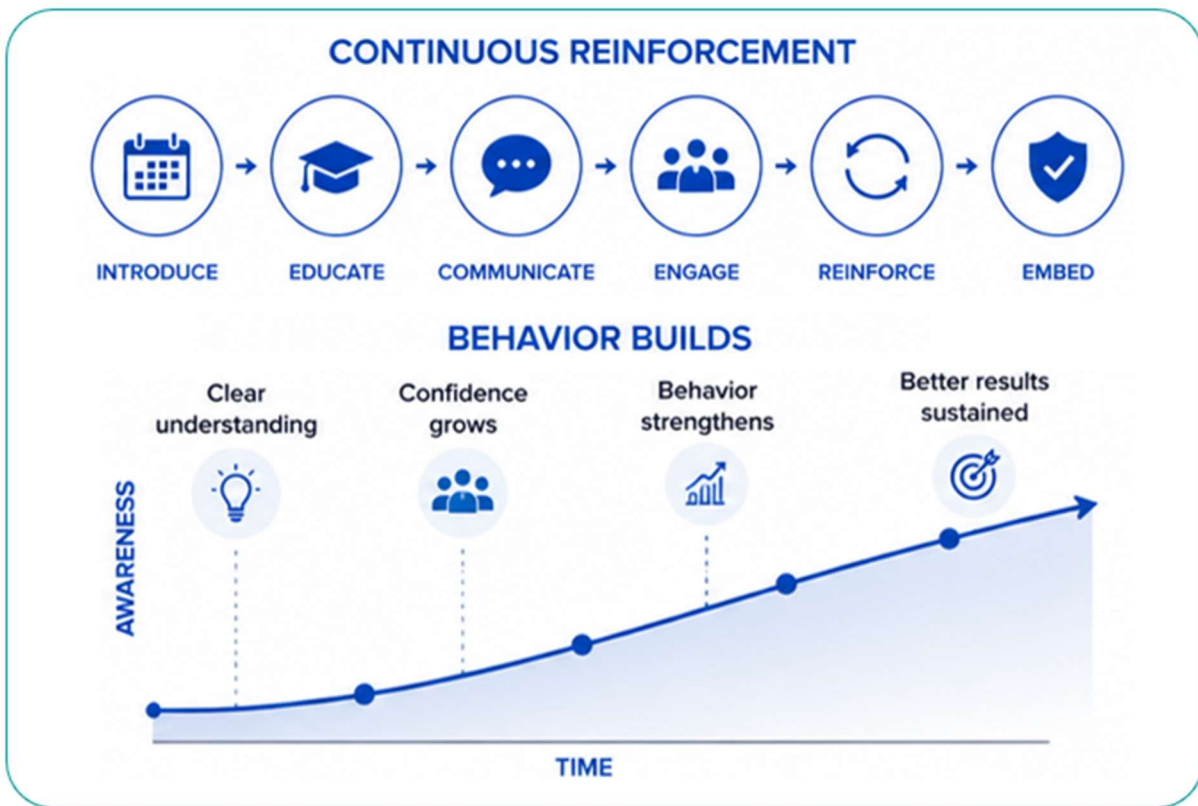 CONTINUOUS REINFORCEMENT
INTRODUCE
EDUCATE
COMMUNICATE
ENGAGE
REINFORCE
EMBED
BEHAVIOR BUILDS
Clear
understanding
Confidence
grows
Behavior
strengthens
Better results
sustained
AWARENESS
TIME